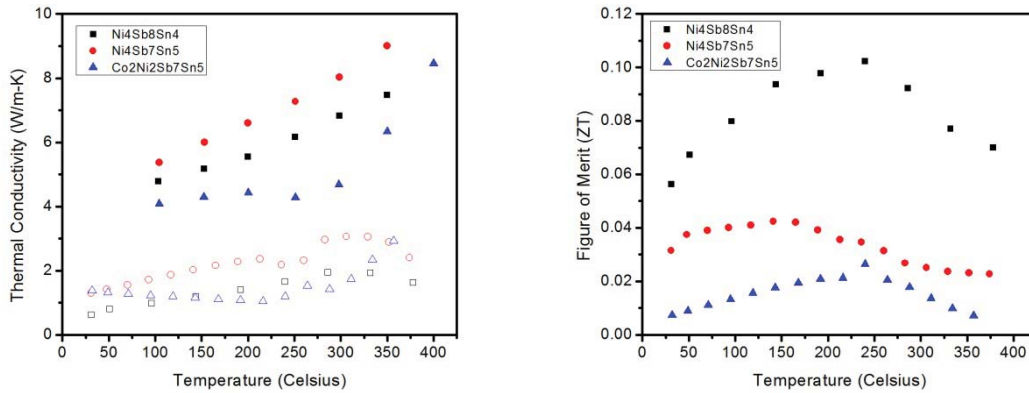 10
8
6
4
2
0
Thermal Conductivity (W/m-K)
Ni4Sb8Sn4
Ni4Sb7Sn5
Co2Ni2Sb7Sn5
0 50 100 150 200 250 300 350 400
Temperature (Celsius)
0.12
0.10
0.08
0.06
0.04
0.02
0.00
Figure of Merit (ZT)
Ni4Sb8Sn4
Ni4Sb7Sn5
Co2Ni2Sb7Sn5
0 50 100 150 200 250 300 350 400
Temperature (Celsius)